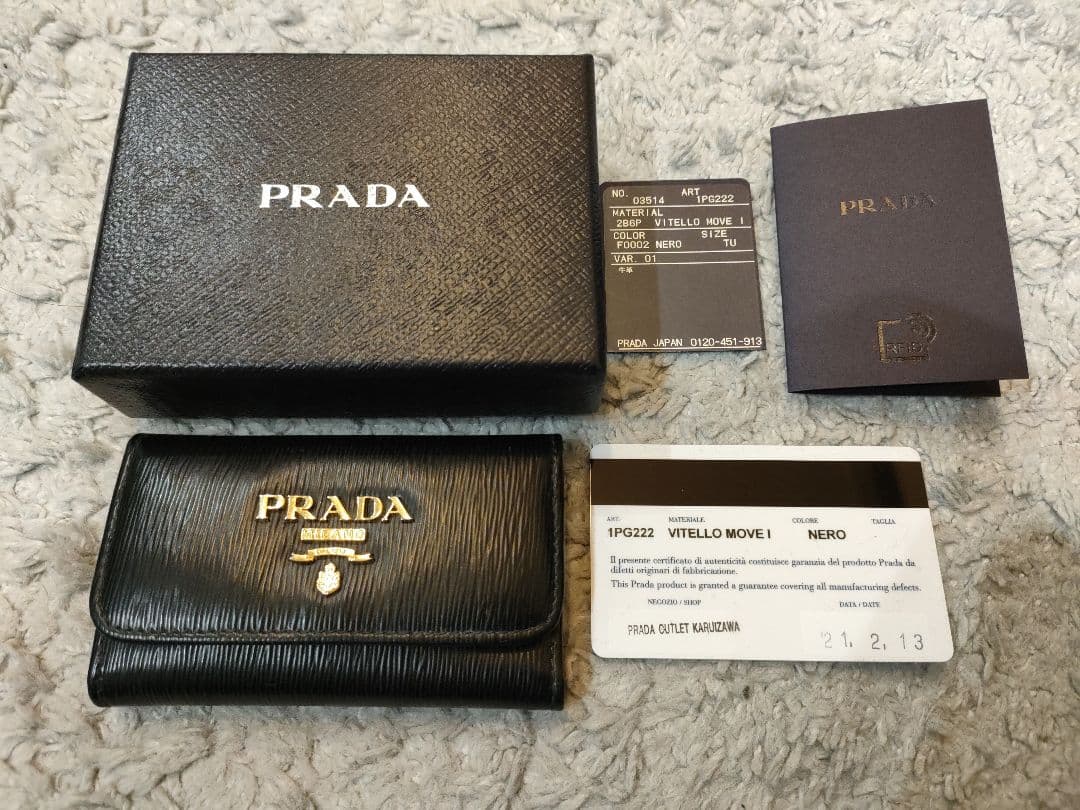 PRADA
NO. ART
03514 1PG222
MATERIAL
2B6P VITELLO MOVE I
COLOR SIZE
F0002 NERO TU
VAR. 01
牛革
PRADA JAPAN 0120-451-913
PRADA
RFID
PRADA
MILANO
ART. MATERIALE COLORE TAGLIA
1PG222 VITELLO MOVE I NERO
Il presente certificato di autenticità costituisce garanzia del prodotto Prada da
difetti originari di fabbricazione.
This Prada product is granted a guarantee covering all manufacturing defects.
NEGOZIO / SHOP DATA / DATE
PRADA OUTLET KARUIZAWA
'21. 2. 13